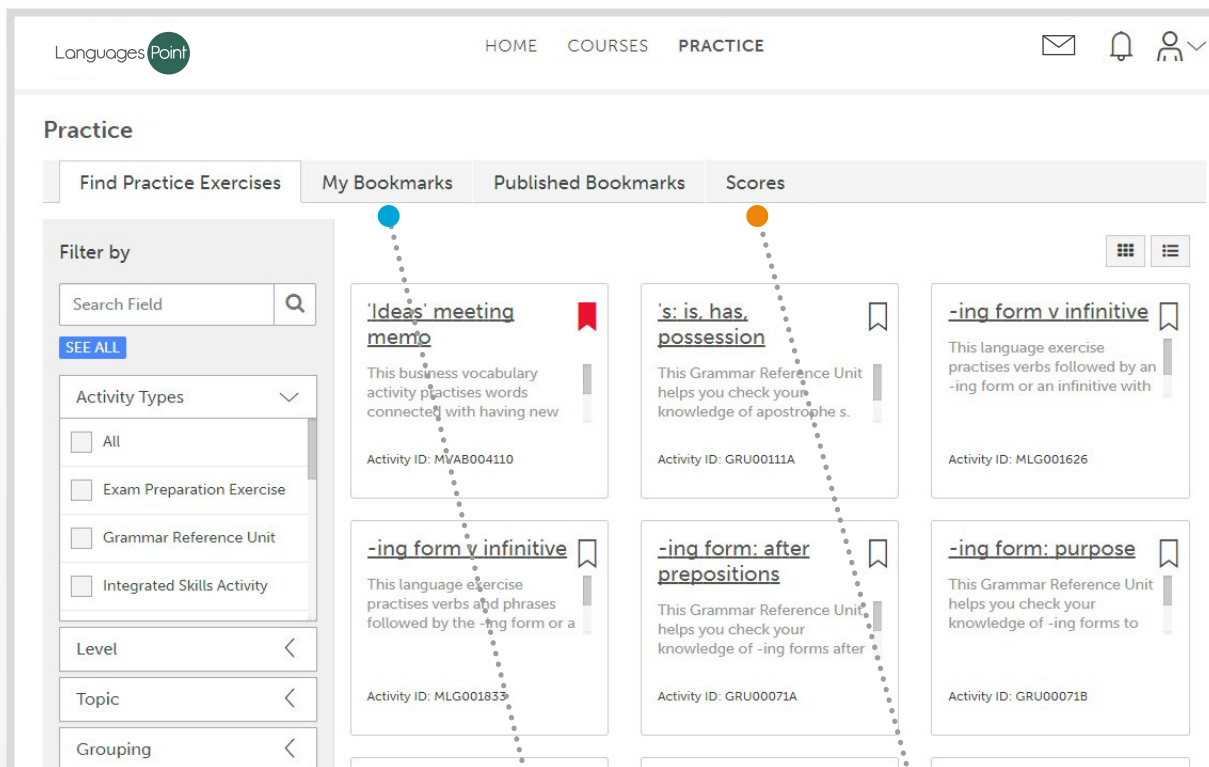 Languages Point
HOME COURSES PRACTICE
Practice
Find Practice Exercises My Bookmarks Published Bookmarks Scores
Filter by
Search Field
SEE ALL
Activity Types
All
Exam Preparation Exercise
Grammar Reference Unit
Integrated Skills Activity
Level
Topic
Grouping
'Ideas' meeting
memo
This business vocabulary
activity practises words
connected with having new
Activity ID: MVAB004110
's: is, has,
possession
This Grammar Reference Unit
helps you check your
knowledge of apostrophe s.
Activity ID: GRU00111A
-ing form v infinitive
This language exercise
practises verbs followed by an
-ing form or an infinitive with
Activity ID: MLG001626
-ing form v infinitive
This language exercise
practises verbs and phrases
followed by the -ing form or a
Activity ID: MLG001833
-ing form: after
prepositions
This Grammar Reference Unit
helps you check your
knowledge of -ing forms after
Activity ID: GRU00071A
-ing form: purpose
This Grammar Reference Unit
helps you check your
knowledge of -ing forms to
Activity ID: GRU00071B